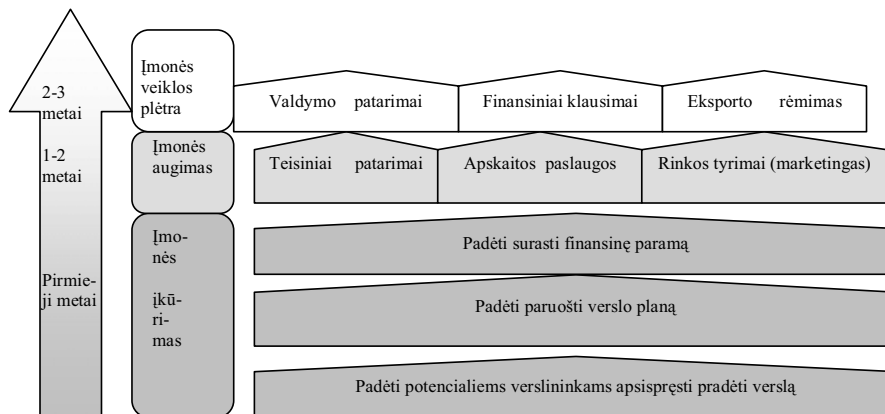 2-3
metai
Įmonės
veiklos
plėtra
Valdymo patarimai
Finansiniai klausimai
Eksporto rėmimas
1-2
metai
Įmonės
augimas
Teisiniai patarimai
Apskaitos paslaugos
Rinkos tyrimai (marketingas)
Pirmie-
ji metai
Įmo-
nės
įkū-
ri-
mas
Padėti surasti finansinę paramą
Padėti paruošti verslo planą
Padėti potencialiems verslininkams apsispręsti pradėti verslą